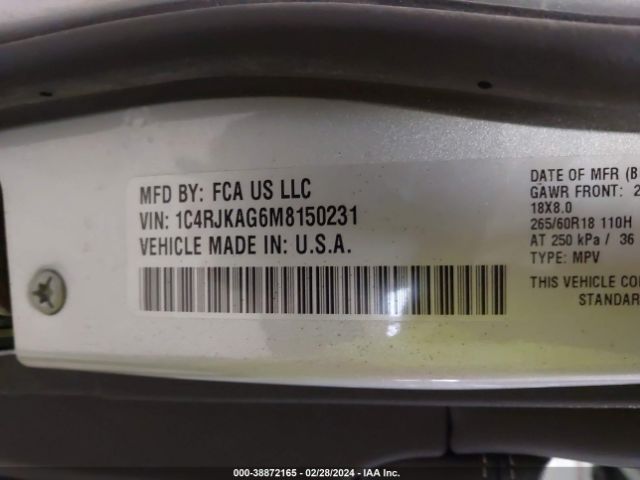 MFD BY: FCA US LLC
VIN: 1C4RJKAG6M8150231
VEHICLE MADE IN: U.S.A.
DATE OF MFR (B
GAWR FRONT: 2
18X8.0
265/60R18 110H
AT 250 kPa / 36
TYPE: MPV
THIS VEHICLE CO
STANDAR
000-38872165 - 02/28/2024 - IAA Inc.